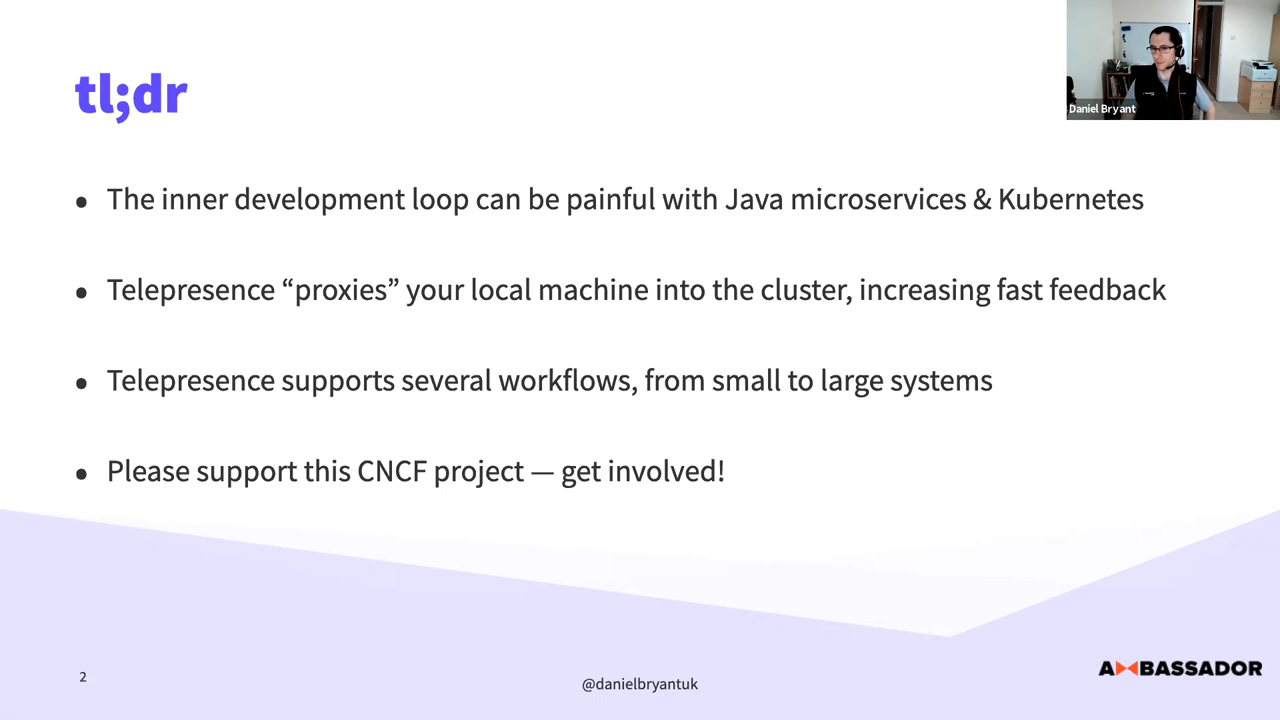 tl;dr
Daniel Bryant
• The inner development loop can be painful with Java microservices & Kubernetes
• Telepresence “proxies” your local machine into the cluster, increasing fast feedback
• Telepresence supports several workflows, from small to large systems
• Please support this CNCF project — get involved!
2
@danielbryantuk
AMBASSADOR